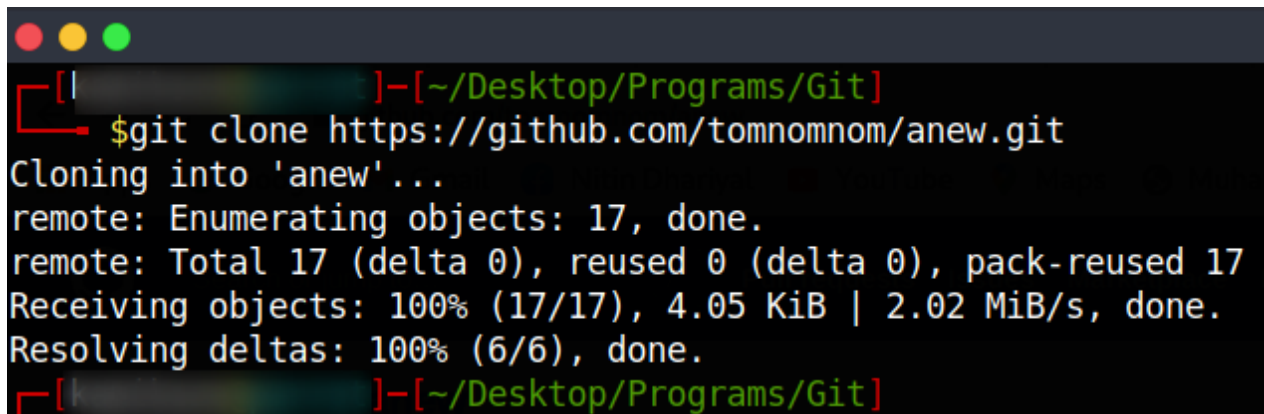 ┌─[]─[~/Desktop/Programs/Git]
└──╼ $git clone https://github.com/tomnomnom/anew.git
Cloning into 'anew'...
remote: Enumerating objects: 17, done.
remote: Total 17 (delta 0), reused 0 (delta 0), pack-reused 17
Receiving objects: 100% (17/17), 4.05 KiB | 2.02 MiB/s, done.
Resolving deltas: 100% (6/6), done.
┌─[]─[~/Desktop/Programs/Git]